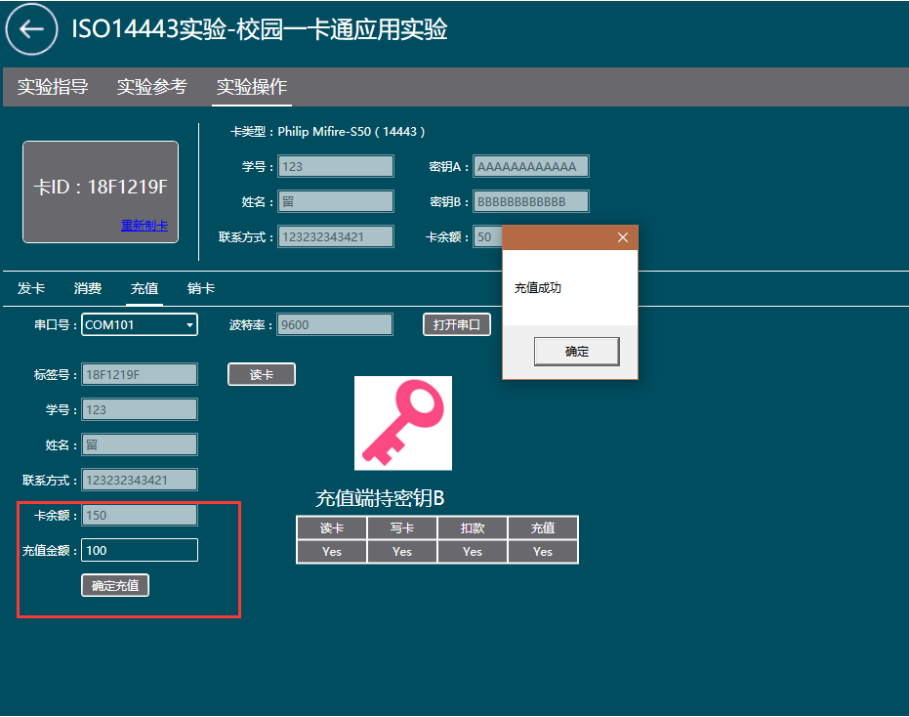 ISO14443实验-校园一卡通应用实验
实验指导 实验参考 实验操作
卡类型：Philip Mifire-S50（14443）
卡ID：18F1219F
重新制卡
学号： 123 密钥A： AAAAAAAAAAAA
姓名： 留 密钥B： BBBBBBBBBBBB
联系方式： 123232343421 卡余额： 50
充值成功
确定
发卡 消费 充值 销卡
串口号： COM101 波特率： 9600 打开串口
标签号： 18F1219F 读卡
学号： 123
姓名： 留
联系方式： 123232343421
卡余额： 150
充值金额： 100
确定充值
充值端持密钥B
读卡 写卡 扣款 充值
Yes Yes Yes Yes